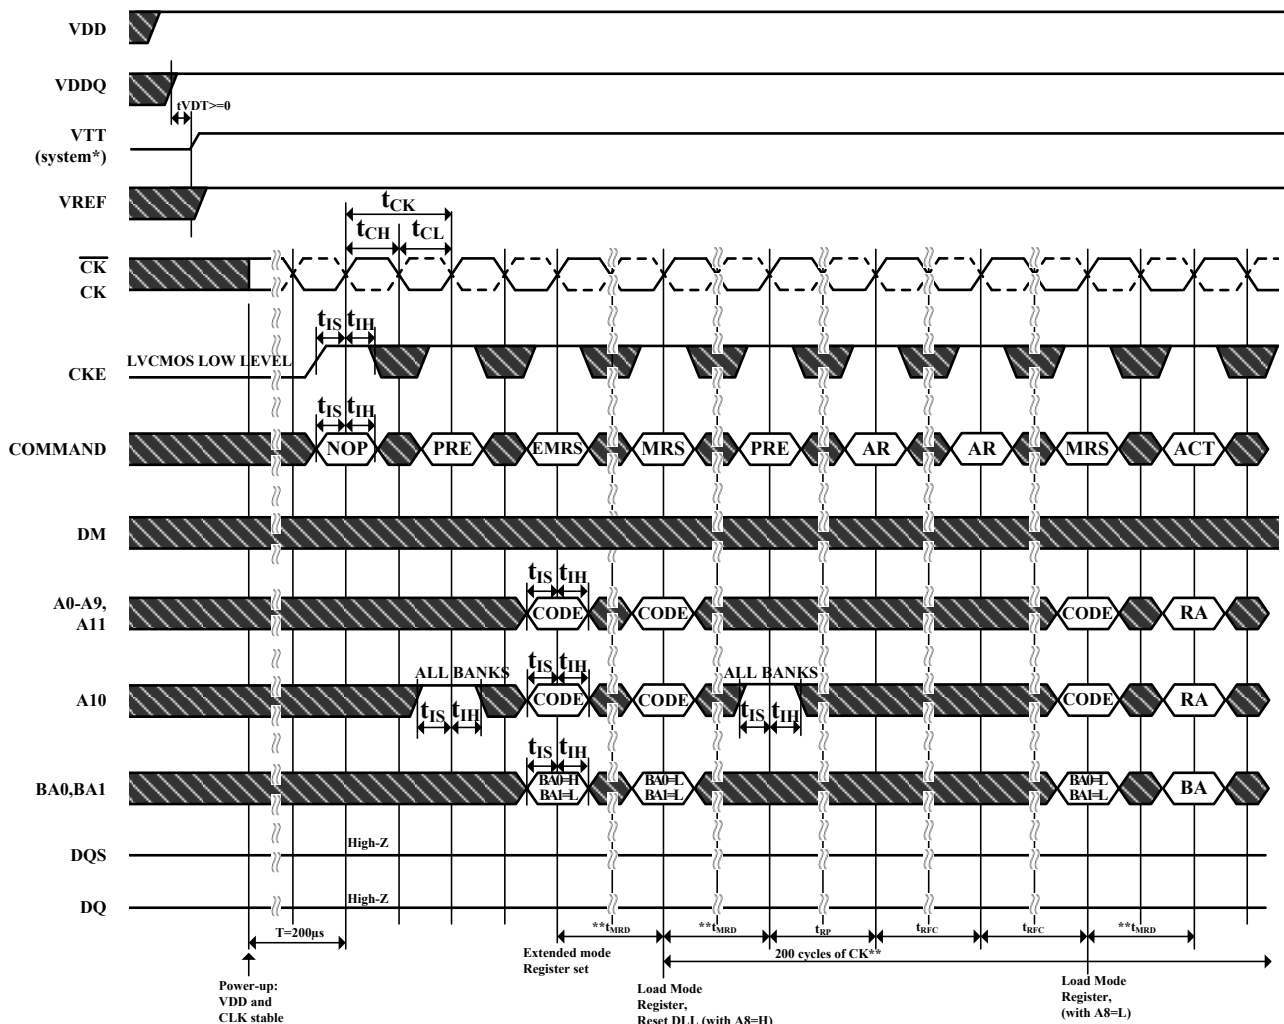 VDD
VDDQ
tVDT>=0
VTT
(system*)
VREF
tCK
tCH tCL
CK
CK
tIS tIH
LVCMOS LOW LEVEL
CKE
tIS tIH
COMMAND NOP PRE EMRS MRS PRE AR AR MRS ACT
DM
tIS tIH
A0-A9,
A11
CODE CODE CODE RA
ALL BANKS tIS tIH ALL BANKS
A10 CODE CODE CODE RA
tIS tIH tIS tIH
tIS tIH
BA0,BA1
BA0=H BA0=L BA0=L
BA1=L BA1=L BA1=L
BA
High-Z
DQS
High-Z
DQ
T=200µs
**tMRD **tMRD tRP tRFC tRFC **tMRD
200 cycles of CK**
Extended mode
Register set
Power-up:
VDD and
CLK stable
Load Mode
Register,
Reset DLL (with A8=H)
Load Mode
Register,
(with A8=L)